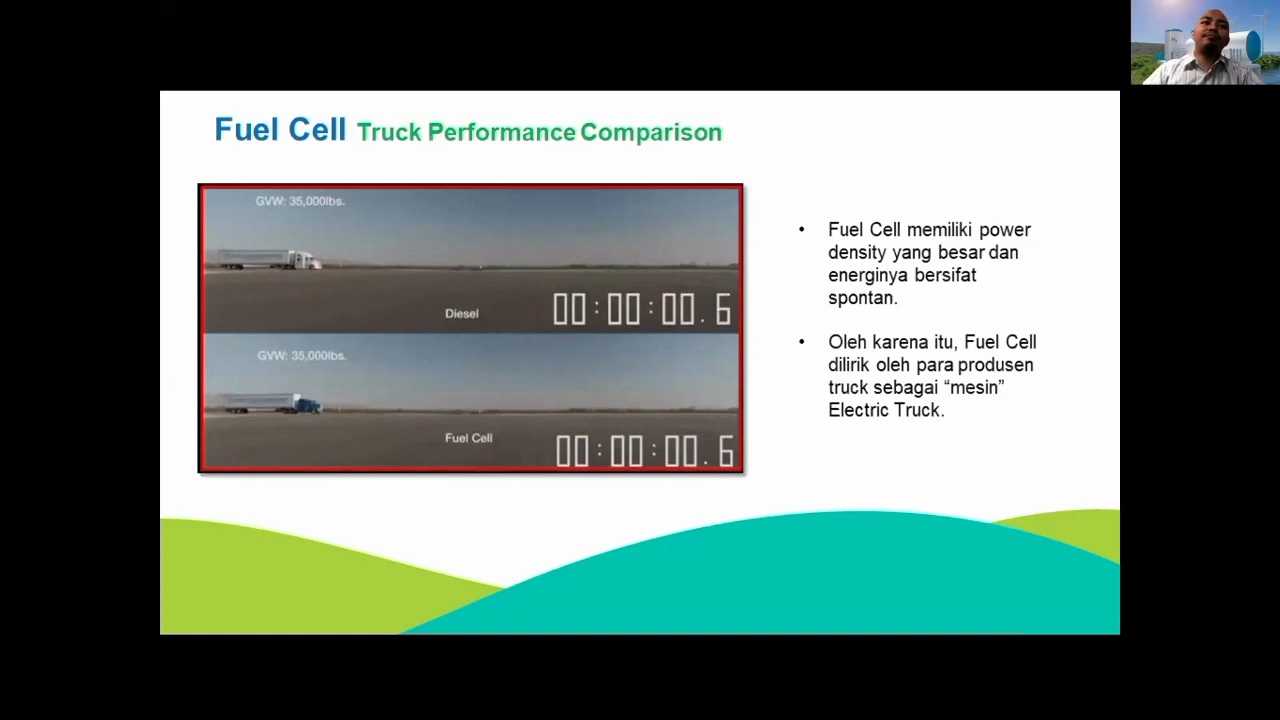 Fuel Cell Truck Performance Comparison
GVW: 35,000lbs.
Diesel
00:00:00.6
GVW: 35,000lbs.
Fuel Cell
00:00:00.6
• Fuel Cell memiliki power
density yang besar dan
energinya bersifat
spontan.
• Oleh karena itu, Fuel Cell
dilirik oleh para produsen
truck sebagai “mesin”
Electric Truck.